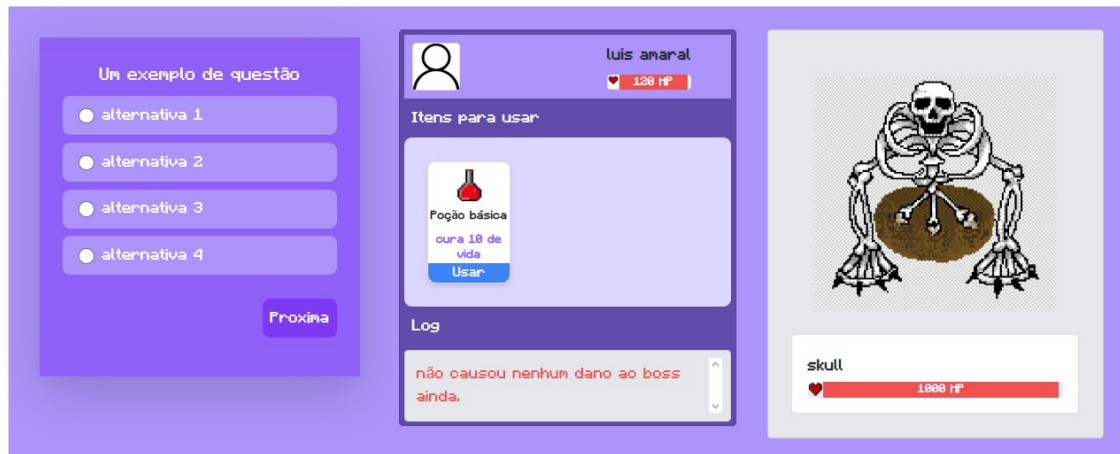 Um exemplo de questão
alternativa 1
alternativa 2
alternativa 3
alternativa 4
Proxima
luis amaral
120 HP
Itens para usar
Poção básica
cura 10 de
vida
Usar
Log
não causou nenhum dano ao boss
ainda.
skull
1000 HP